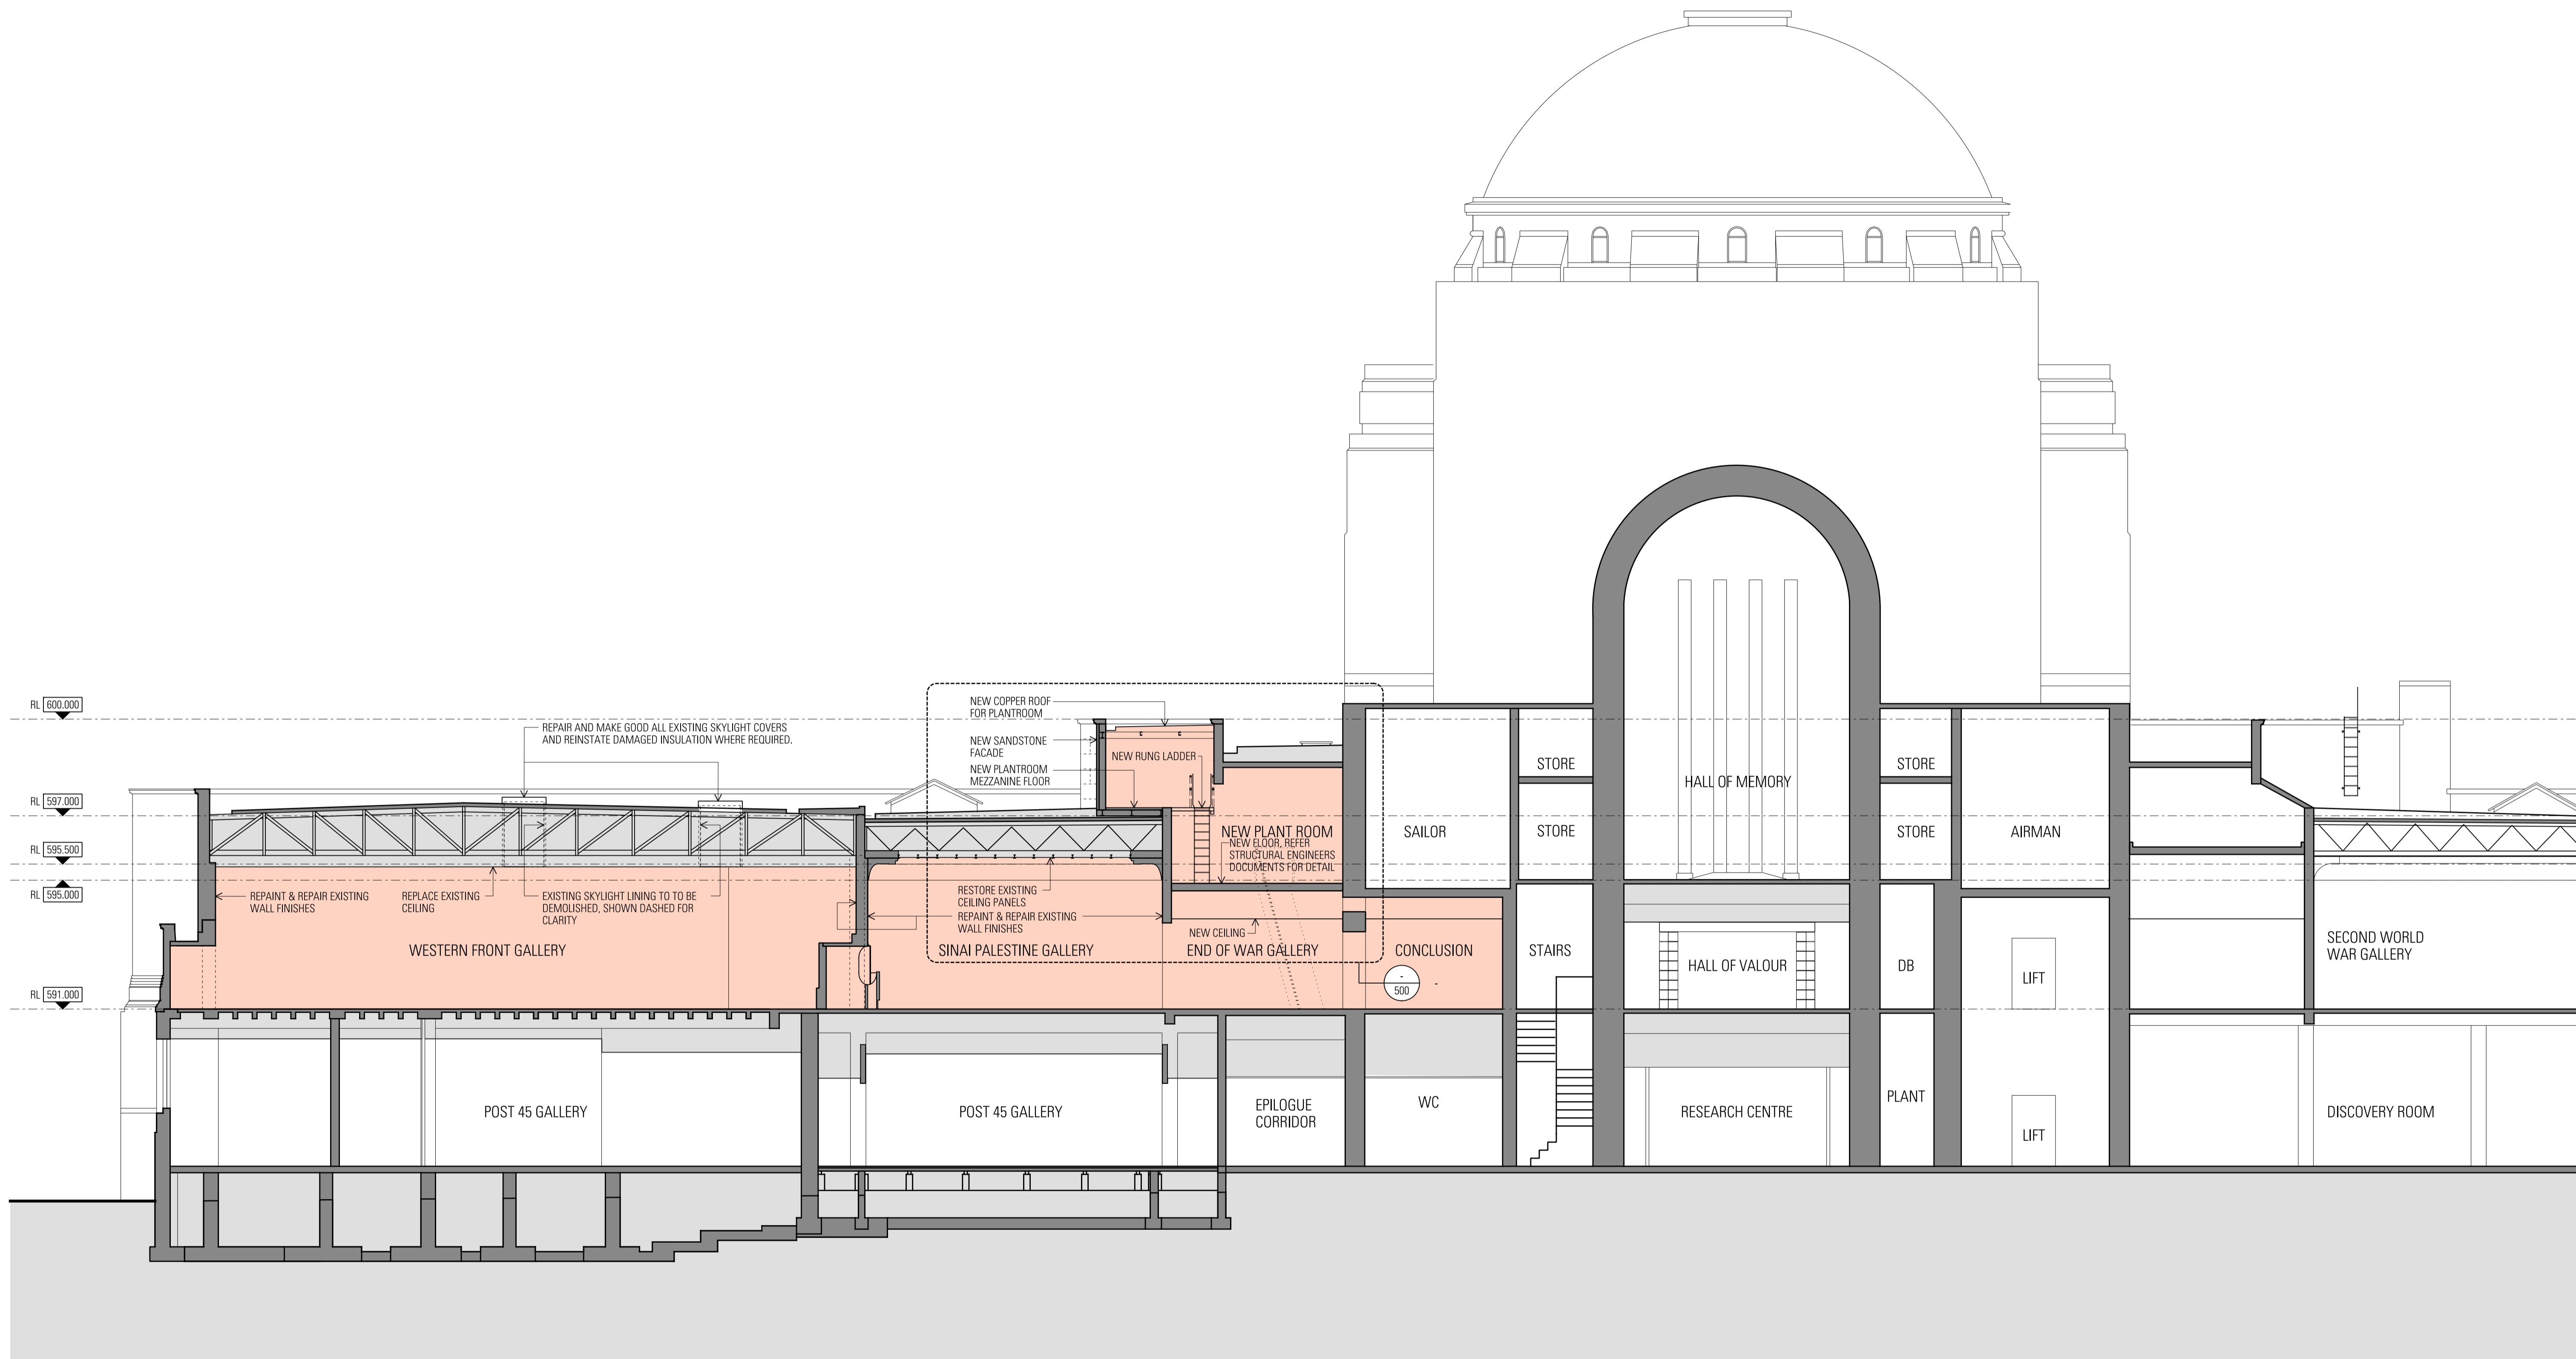 RL 600.000
RL 597.000
RL 595.500
RL 595.000
RL 591.000
REPAIR AND MAKE GOOD ALL EXISTING SKYLIGHT COVERS
AND REINSTATE DAMAGED INSULATION WHERE REQUIRED.
REPAINT & REPAIR EXISTING
WALL FINISHES
REPLACE EXISTING
CEILING
EXISTING SKYLIGHT LINING TO TO BE
DEMOLISHED, SHOWN DASHED FOR
CLARITY
WESTERN FRONT GALLERY
NEW COPPER ROOF
FOR PLANTROOM
NEW SANDSTONE
FACADE
NEW PLANTROOM
MEZZANINE FLOOR
NEW RUNG LADDER
NEW PLANT ROOM
NEW FLOOR, REFER
STRUCTURAL ENGINEERS
DOCUMENTS FOR DETAIL
RESTORE EXISTING
CEILING PANELS
REPAINT & REPAIR EXISTING
WALL FINISHES
NEW CEILING
SINAI PALESTINE GALLERY
END OF WAR GALLERY
CONCLUSION
-
500
-
SAILOR
STORE
STORE
HALL OF MEMORY
STORE
STORE
AIRMAN
STAIRS
HALL OF VALOUR
DB
LIFT
SECOND WORLD
WAR GALLERY
POST 45 GALLERY
POST 45 GALLERY
EPILOGUE
CORRIDOR
WC
RESEARCH CENTRE
PLANT
LIFT
DISCOVERY ROOM